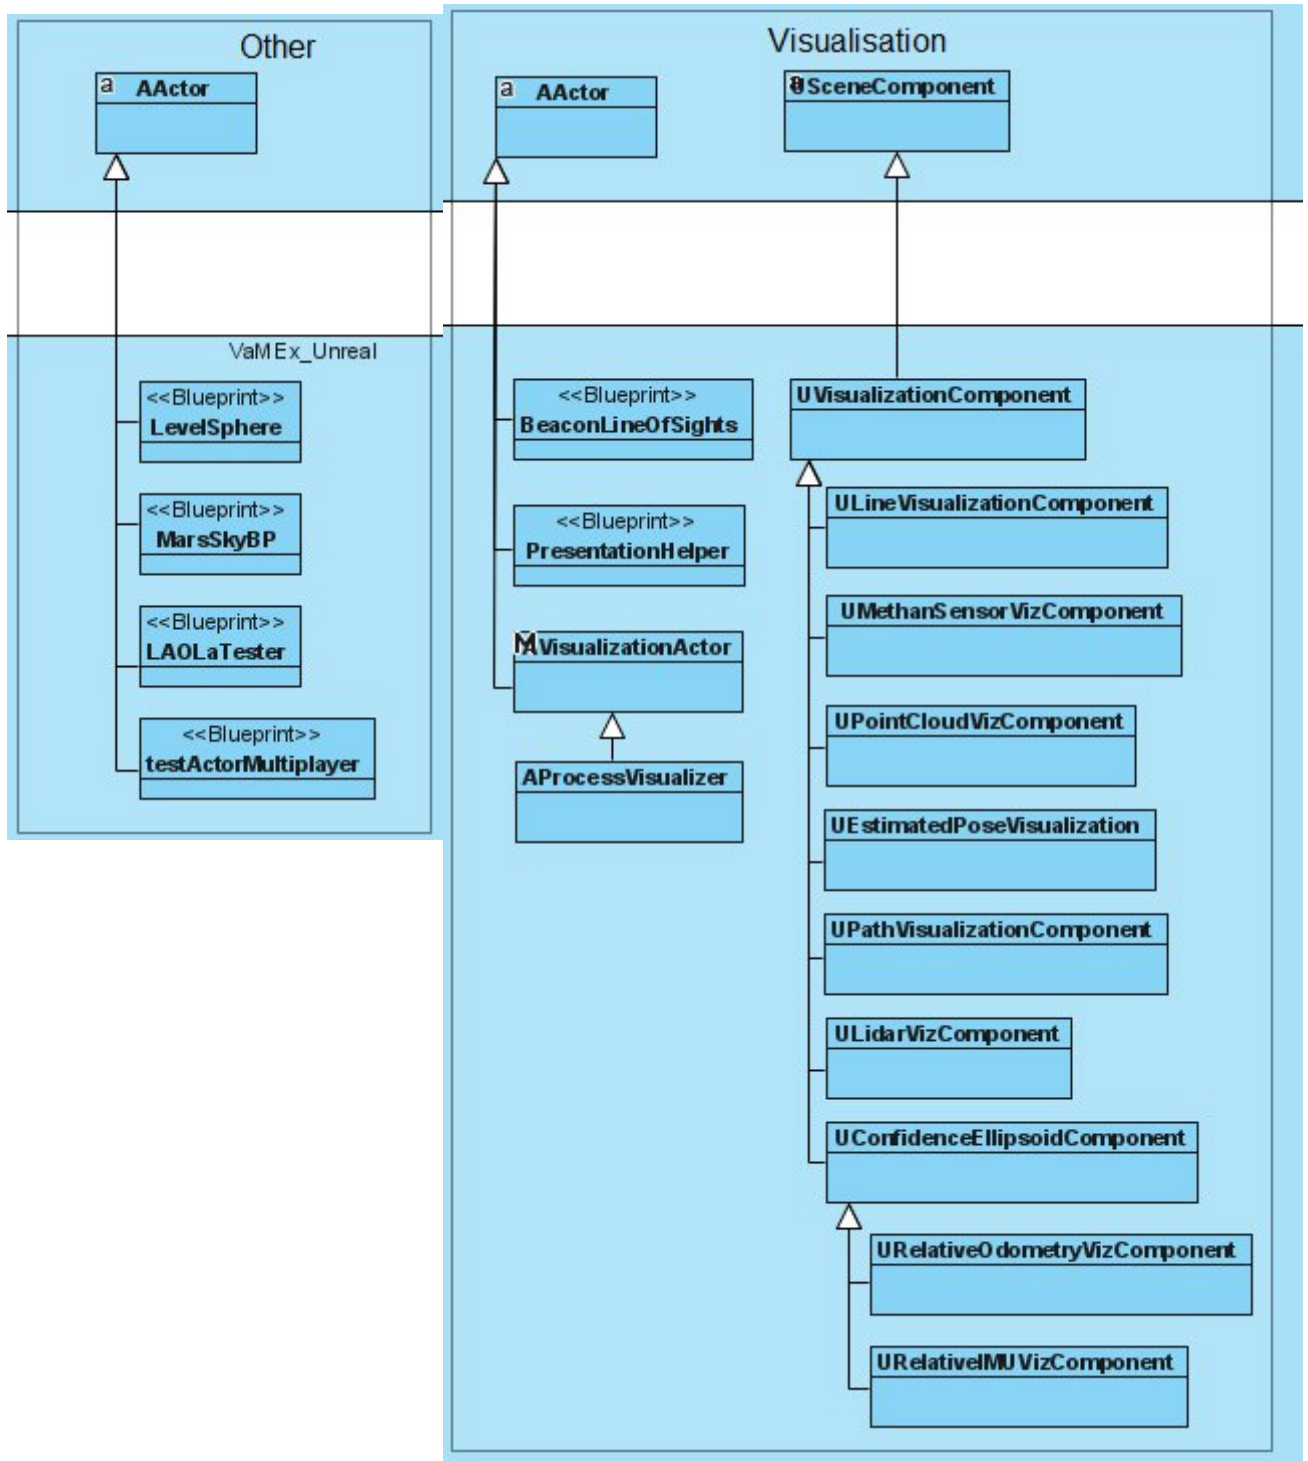 Other
a
AActor
VaMEx_Unreal
<<Blueprint>>
LevelSphere
<<Blueprint>>
MarsSkyBP
<<Blueprint>>
LAOLaTester
<<Blueprint>>
testActorMultiplayer
Visualisation
a
AActor
USceneComponent
<<Blueprint>>
BeaconLineOfSights
<<Blueprint>>
PresentationHelper
M
AVisualizationActor
AProcessVisualizer
UVisualizationComponent
ULineVisualizationComponent
UMethanSensorVizComponent
UPointCloudVizComponent
UEstimatedPoseVisualization
UPathVisualizationComponent
ULidarVizComponent
UConfidenceEllipsoidComponent
URelativeOdometryVizComponent
URelativeIMUVizComponent